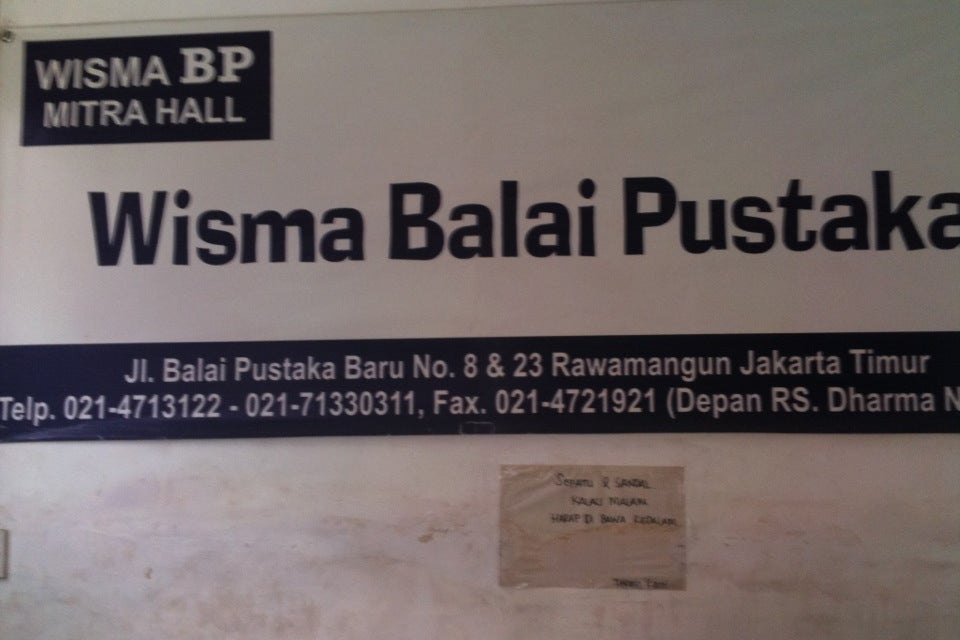 WISMA BP
MITRA HALL
Wisma Balai Pustaka
Jl. Balai Pustaka Baru No. 8 & 23 Rawamangun Jakarta Timur
Telp. 021-4713122 - 021-71330311, Fax. 021-4721921 (Depan RS. Dharma N
SEPATU & SANDAL
KALAU MALAM
HARAP DI BAWA KEDALAM